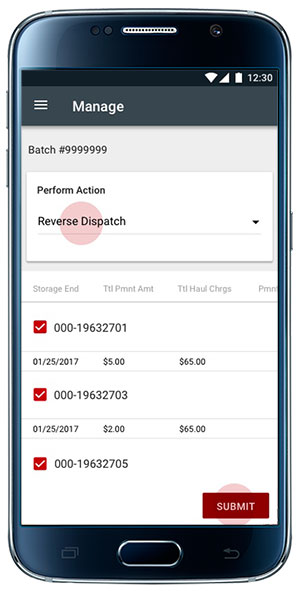 12:30
Manage
Batch #9999999
Perform Action
Reverse Dispatch
Storage End Ttl Pmnt Amt Ttl Haul Chrgs Pmnt
000-19632701
01/25/2017 $5.00 $65.00
000-19632703
01/25/2017 $2.00 $65.00
000-19632705
SUBMIT